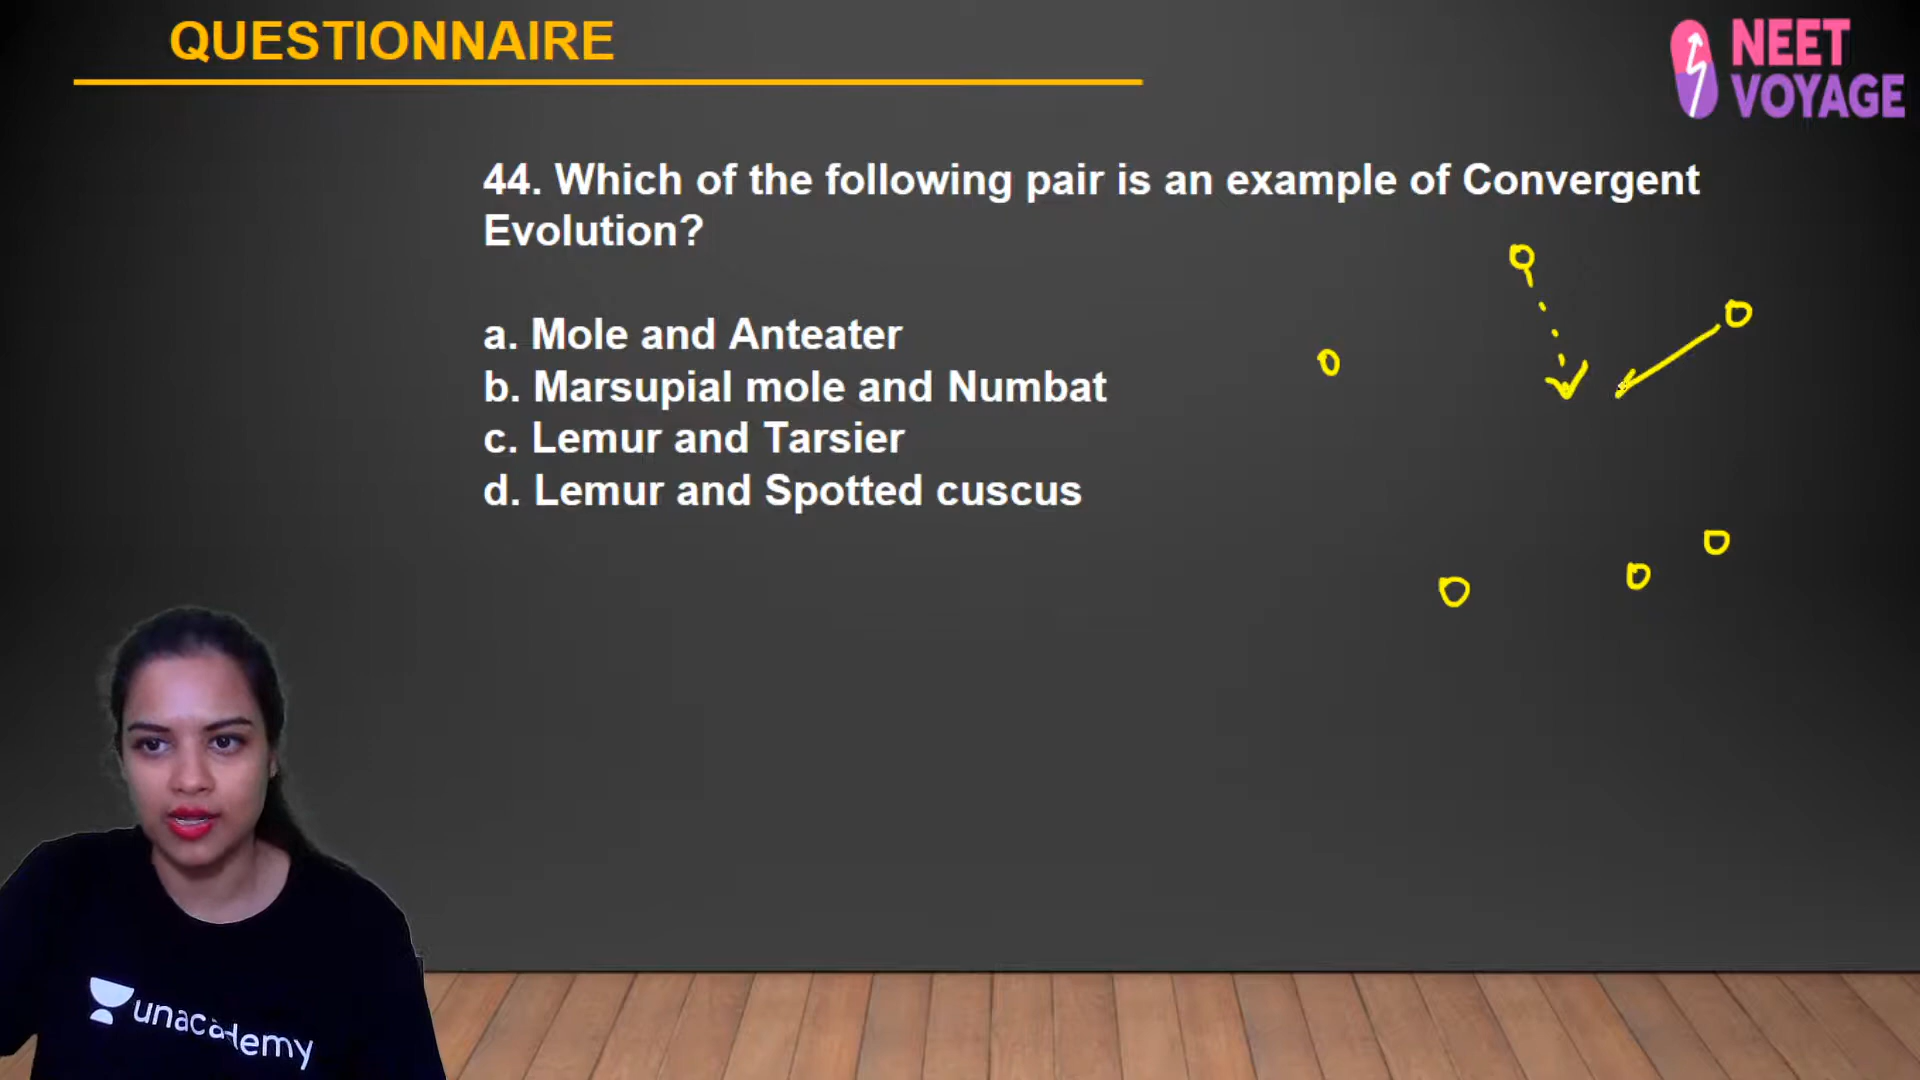 QUESTIONNAIRE
NEET
VOYAGE
44. Which of the following pair is an example of Convergent
Evolution?
a. Mole and Anteater
b. Marsupial mole and Numbat
c. Lemur and Tarsier
d. Lemur and Spotted cuscus
unacademy